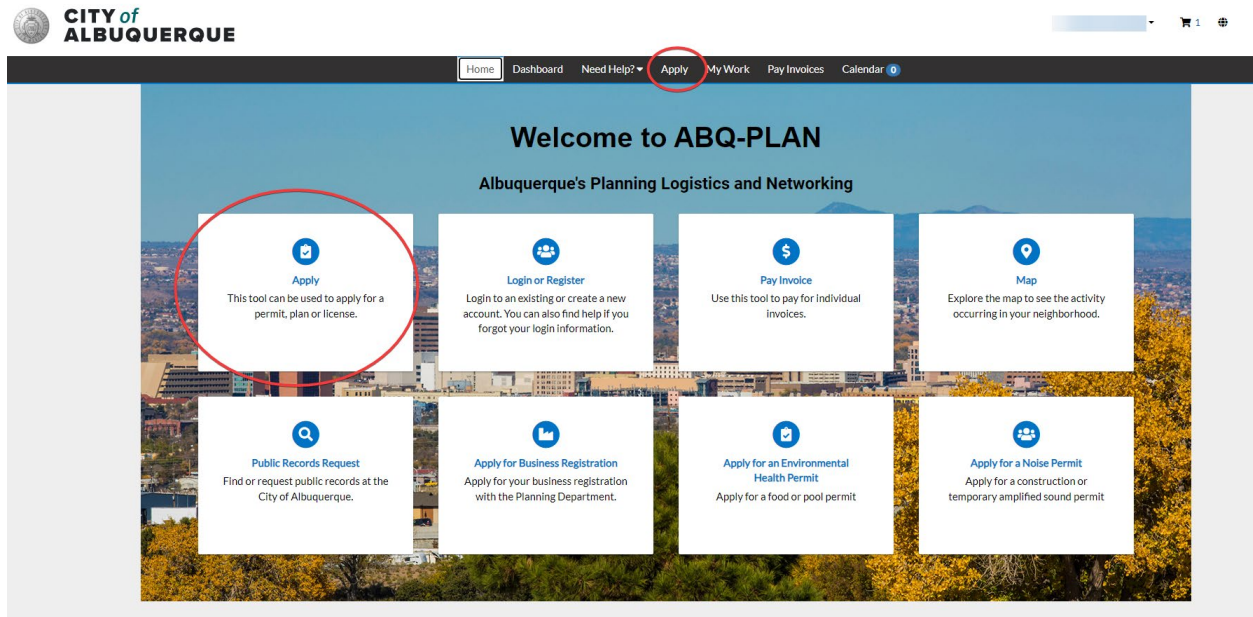 CITY of
ALBUQUERQUE
1
Home Dashboard Need Help? Apply My Work Pay Invoices Calendar 0
Welcome to ABQ-PLAN
Albuquerque's Planning Logistics and Networking
Apply
This tool can be used to apply for a
permit, plan or license.
Login or Register
Login to an existing or create a new
account. You can also find help if you
forgot your login information.
Pay Invoice
Use this tool to pay for individual
invoices.
Map
Explore the map to see the activity
occurring in your neighborhood.
Public Records Request
Find or request public records at the
City of Albuquerque.
Apply for Business Registration
Apply for your business registration
with the Planning Department.
Apply for an Environmental
Health Permit
Apply for a food or pool permit
Apply for a Noise Permit
Apply for a construction or
temporary amplified sound permit